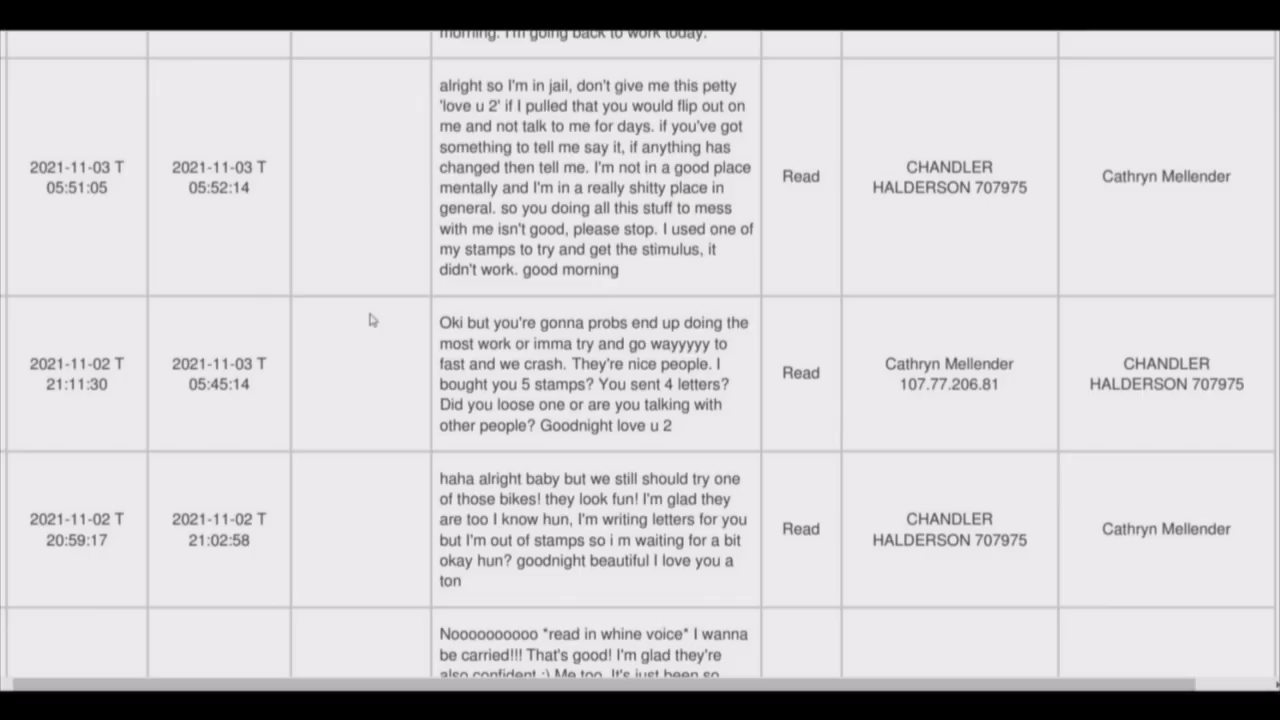 morning. I'm going back to work today.
2021-11-03 T
05:51:05
2021-11-03 T
05:52:14
alright so I'm in jail, don't give me this petty
'love u 2' if I pulled that you would flip out on
me and not talk to me for days. if you've got
something to tell me say it, if anything has
changed then tell me. I'm not in a good place
mentally and I'm in a really shitty place in
general. so you doing all this stuff to mess
with me isn't good, please stop. I used one of
my stamps to try and get the stimulus, it
didn't work. good morning
Read
CHANDLER
HALDERSON 707975
Cathryn Mellender
2021-11-02 T
21:11:30
2021-11-03 T
05:45:14
Oki but you're gonna probs end up doing the
most work or imma try and go wayyyyy to
fast and we crash. They're nice people. I
bought you 5 stamps? You sent 4 letters?
Did you loose one or are you talking with
other people? Goodnight love u 2
Read
Cathryn Mellender
107.77.206.81
CHANDLER
HALDERSON 707975
2021-11-02 T
20:59:17
2021-11-02 T
21:02:58
haha alright baby but we still should try one
of those bikes! they look fun! I'm glad they
are too I know hun, I'm writing letters for you
but I'm out of stamps so i m waiting for a bit
okay hun? goodnight beautiful I love you a
ton
Read
CHANDLER
HALDERSON 707975
Cathryn Mellender
Noooooooooo *read in whine voice* I wanna
be carried!!! That's good! I'm glad they're
also confident :) Me too. It's just been so